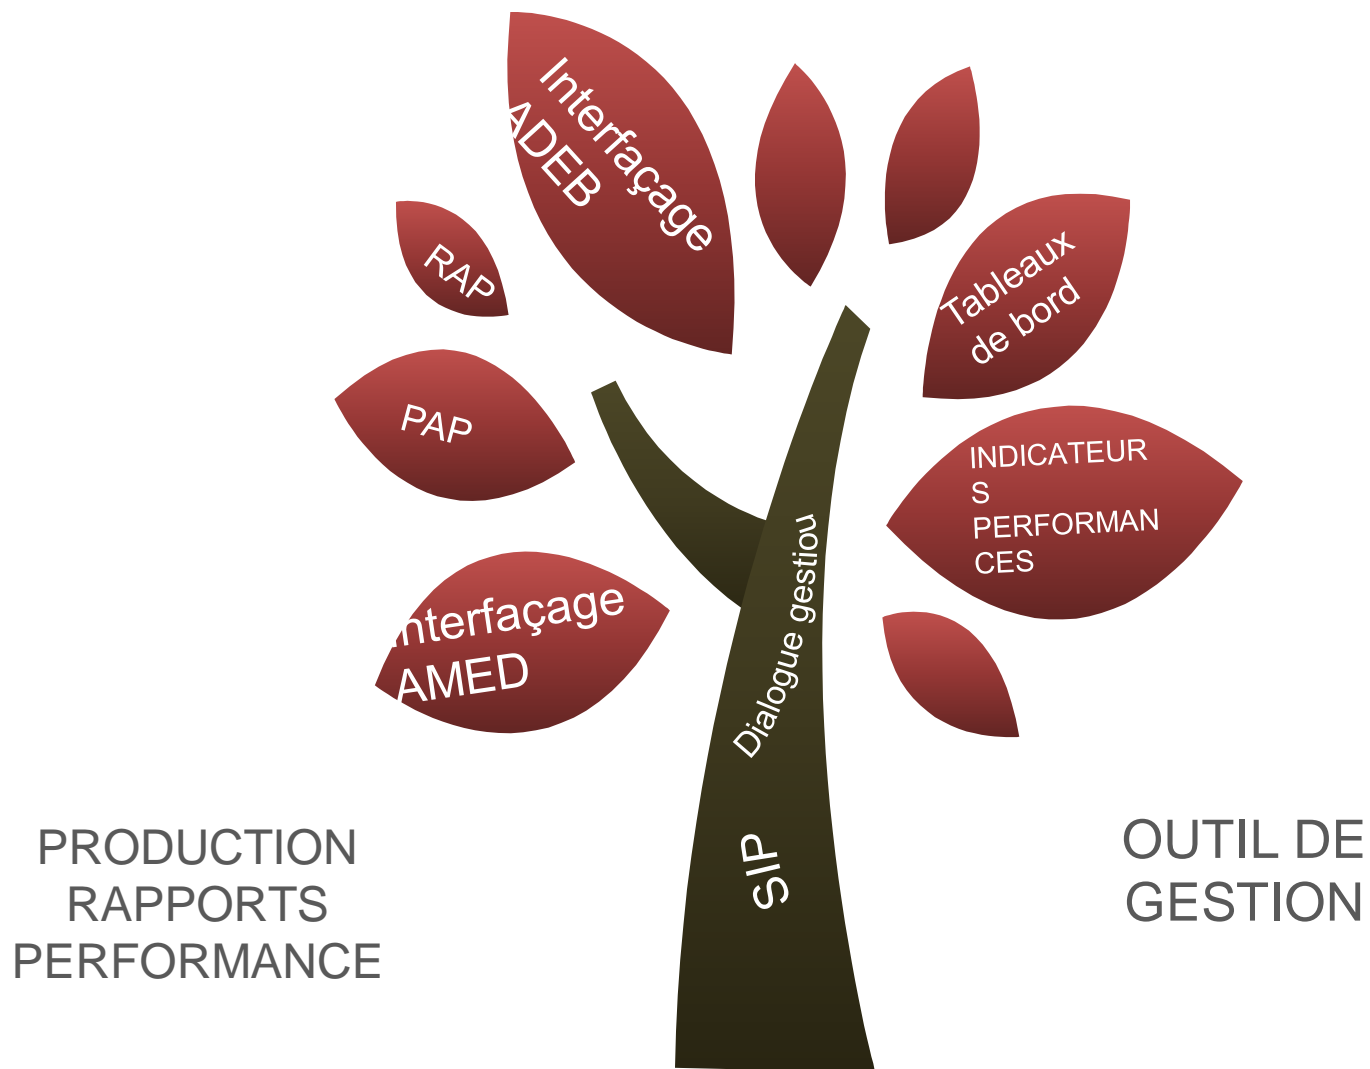 Interfaçage
ADEB
RAP
PAP
Interfaçage
AMED
Tableaux
de bord
INDICATEUR
S
PERFORMAN
CES
Dialogue gestiou
SIP
PRODUCTION
RAPPORTS
PERFORMANCE
OUTIL DE
GESTION